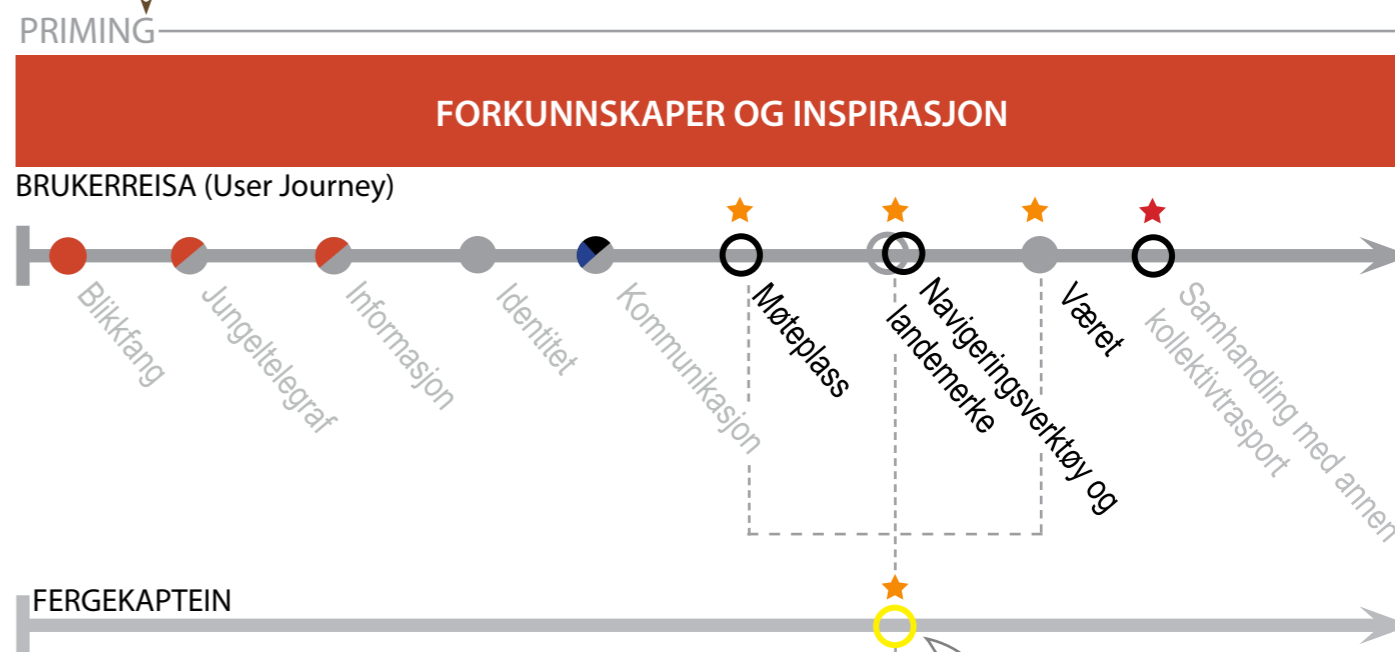 PRIMING
FORKUNNSKAPER OG INSPIRASJON
BRUKERREISA (User Journey)
Blikkfang
Jungeltelegraf
Informasjon
Identitet
Kommunikasjon
Møteplass
Navigeringsverktøy og
landemerke
Været
Samhandling med annen
kollektivtrasport
FERGEKAPTEIN